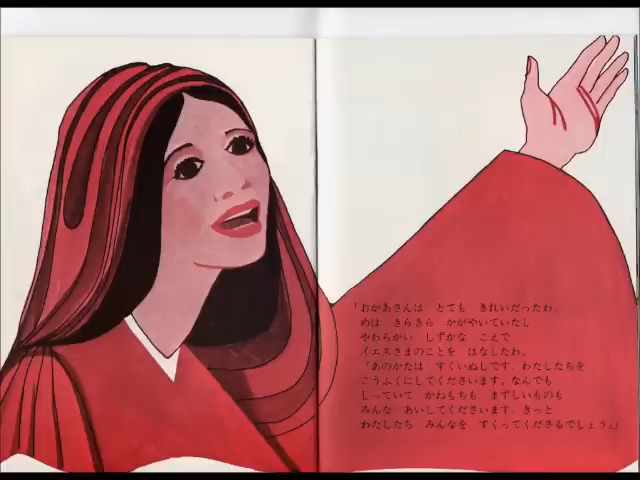 「おかあさんは　とても　きれいだったわ。
めは　きらきら　かがやいていたし
やわらかい　しずかな　こえで
イエスさまのことを　はなしたわ。
「あのかたは　すくいぬしです。わたしたちを
こうふくにしてくださいます。なんでも
しっていて　かねもちも　まずしいものも
みんな　あいしてくださいます。きっと
わたしたち　みんなを　すくってくださるでしょう。」